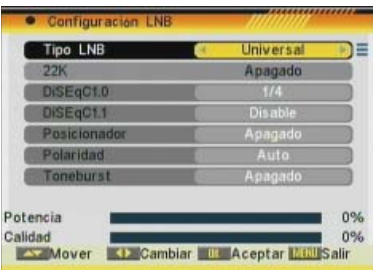 Configuración LNB
Tipo LNB Universal
22K Apagado
DiSEqC1.0 1/4
DiSEqC1.1 Disable
Posicionador Apagado
Polaridad Auto
Toneburst Apagado
Potencia 0%
Calidad 0%
Mover Cambiar OK Aceptar MENU Salir